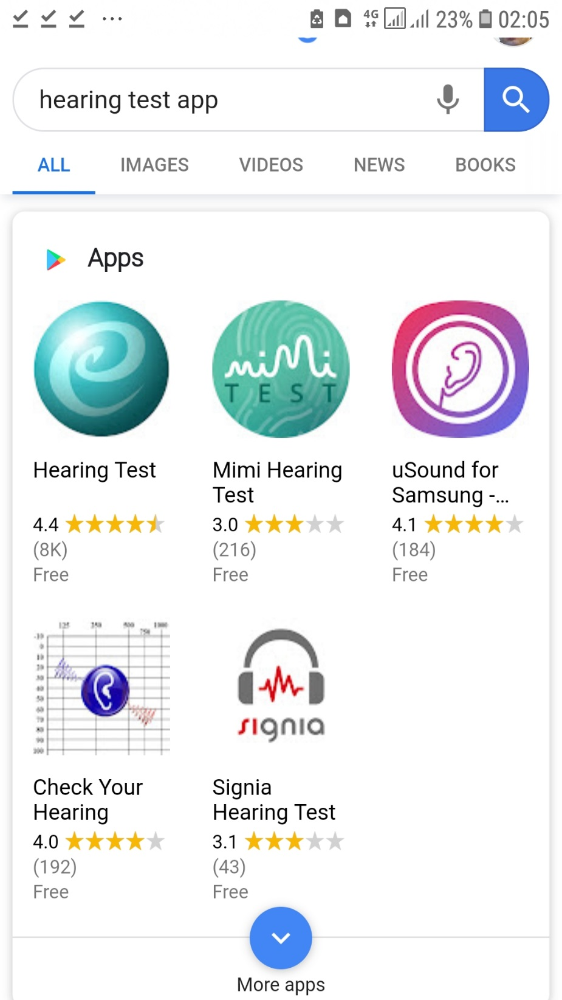 4G 23% 02:05
hearing test app
ALL IMAGES VIDEOS NEWS BOOKS
Apps
miMi
TEST
Hearing Test
4.4
(8K)
Free
Mimi Hearing
Test
3.0
(216)
Free
uSound for
Samsung -...
4.1
(184)
Free
125 250 500 750 1000
-10
0
10
20
30
40
50
60
70
80
90
100
Check Your
Hearing
4.0
(192)
Free
signia
Signia
Hearing Test
3.1
(43)
Free
More apps